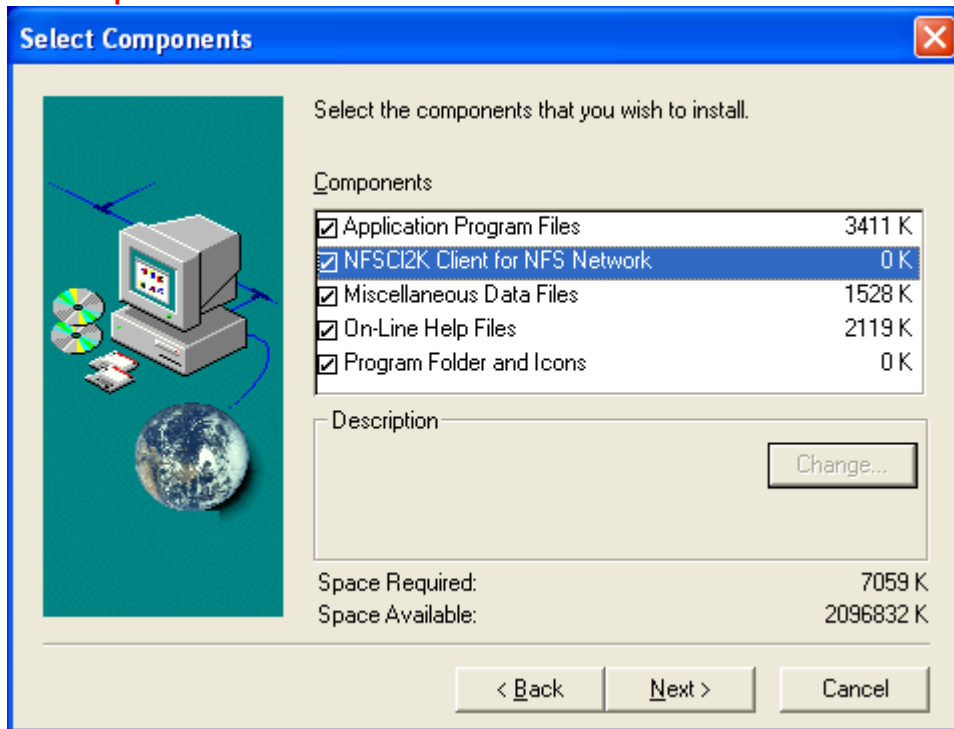 Select Components
Select the components that you wish to install.
Components
Application Program Files 3411 K
NFSCI2K Client for NFS Network 0 K
Miscellaneous Data Files 1528 K
On-Line Help Files 2119 K
Program Folder and Icons 0 K
Description
Change...
Space Required: 7059 K
Space Available: 2096832 K
< Back Next > Cancel